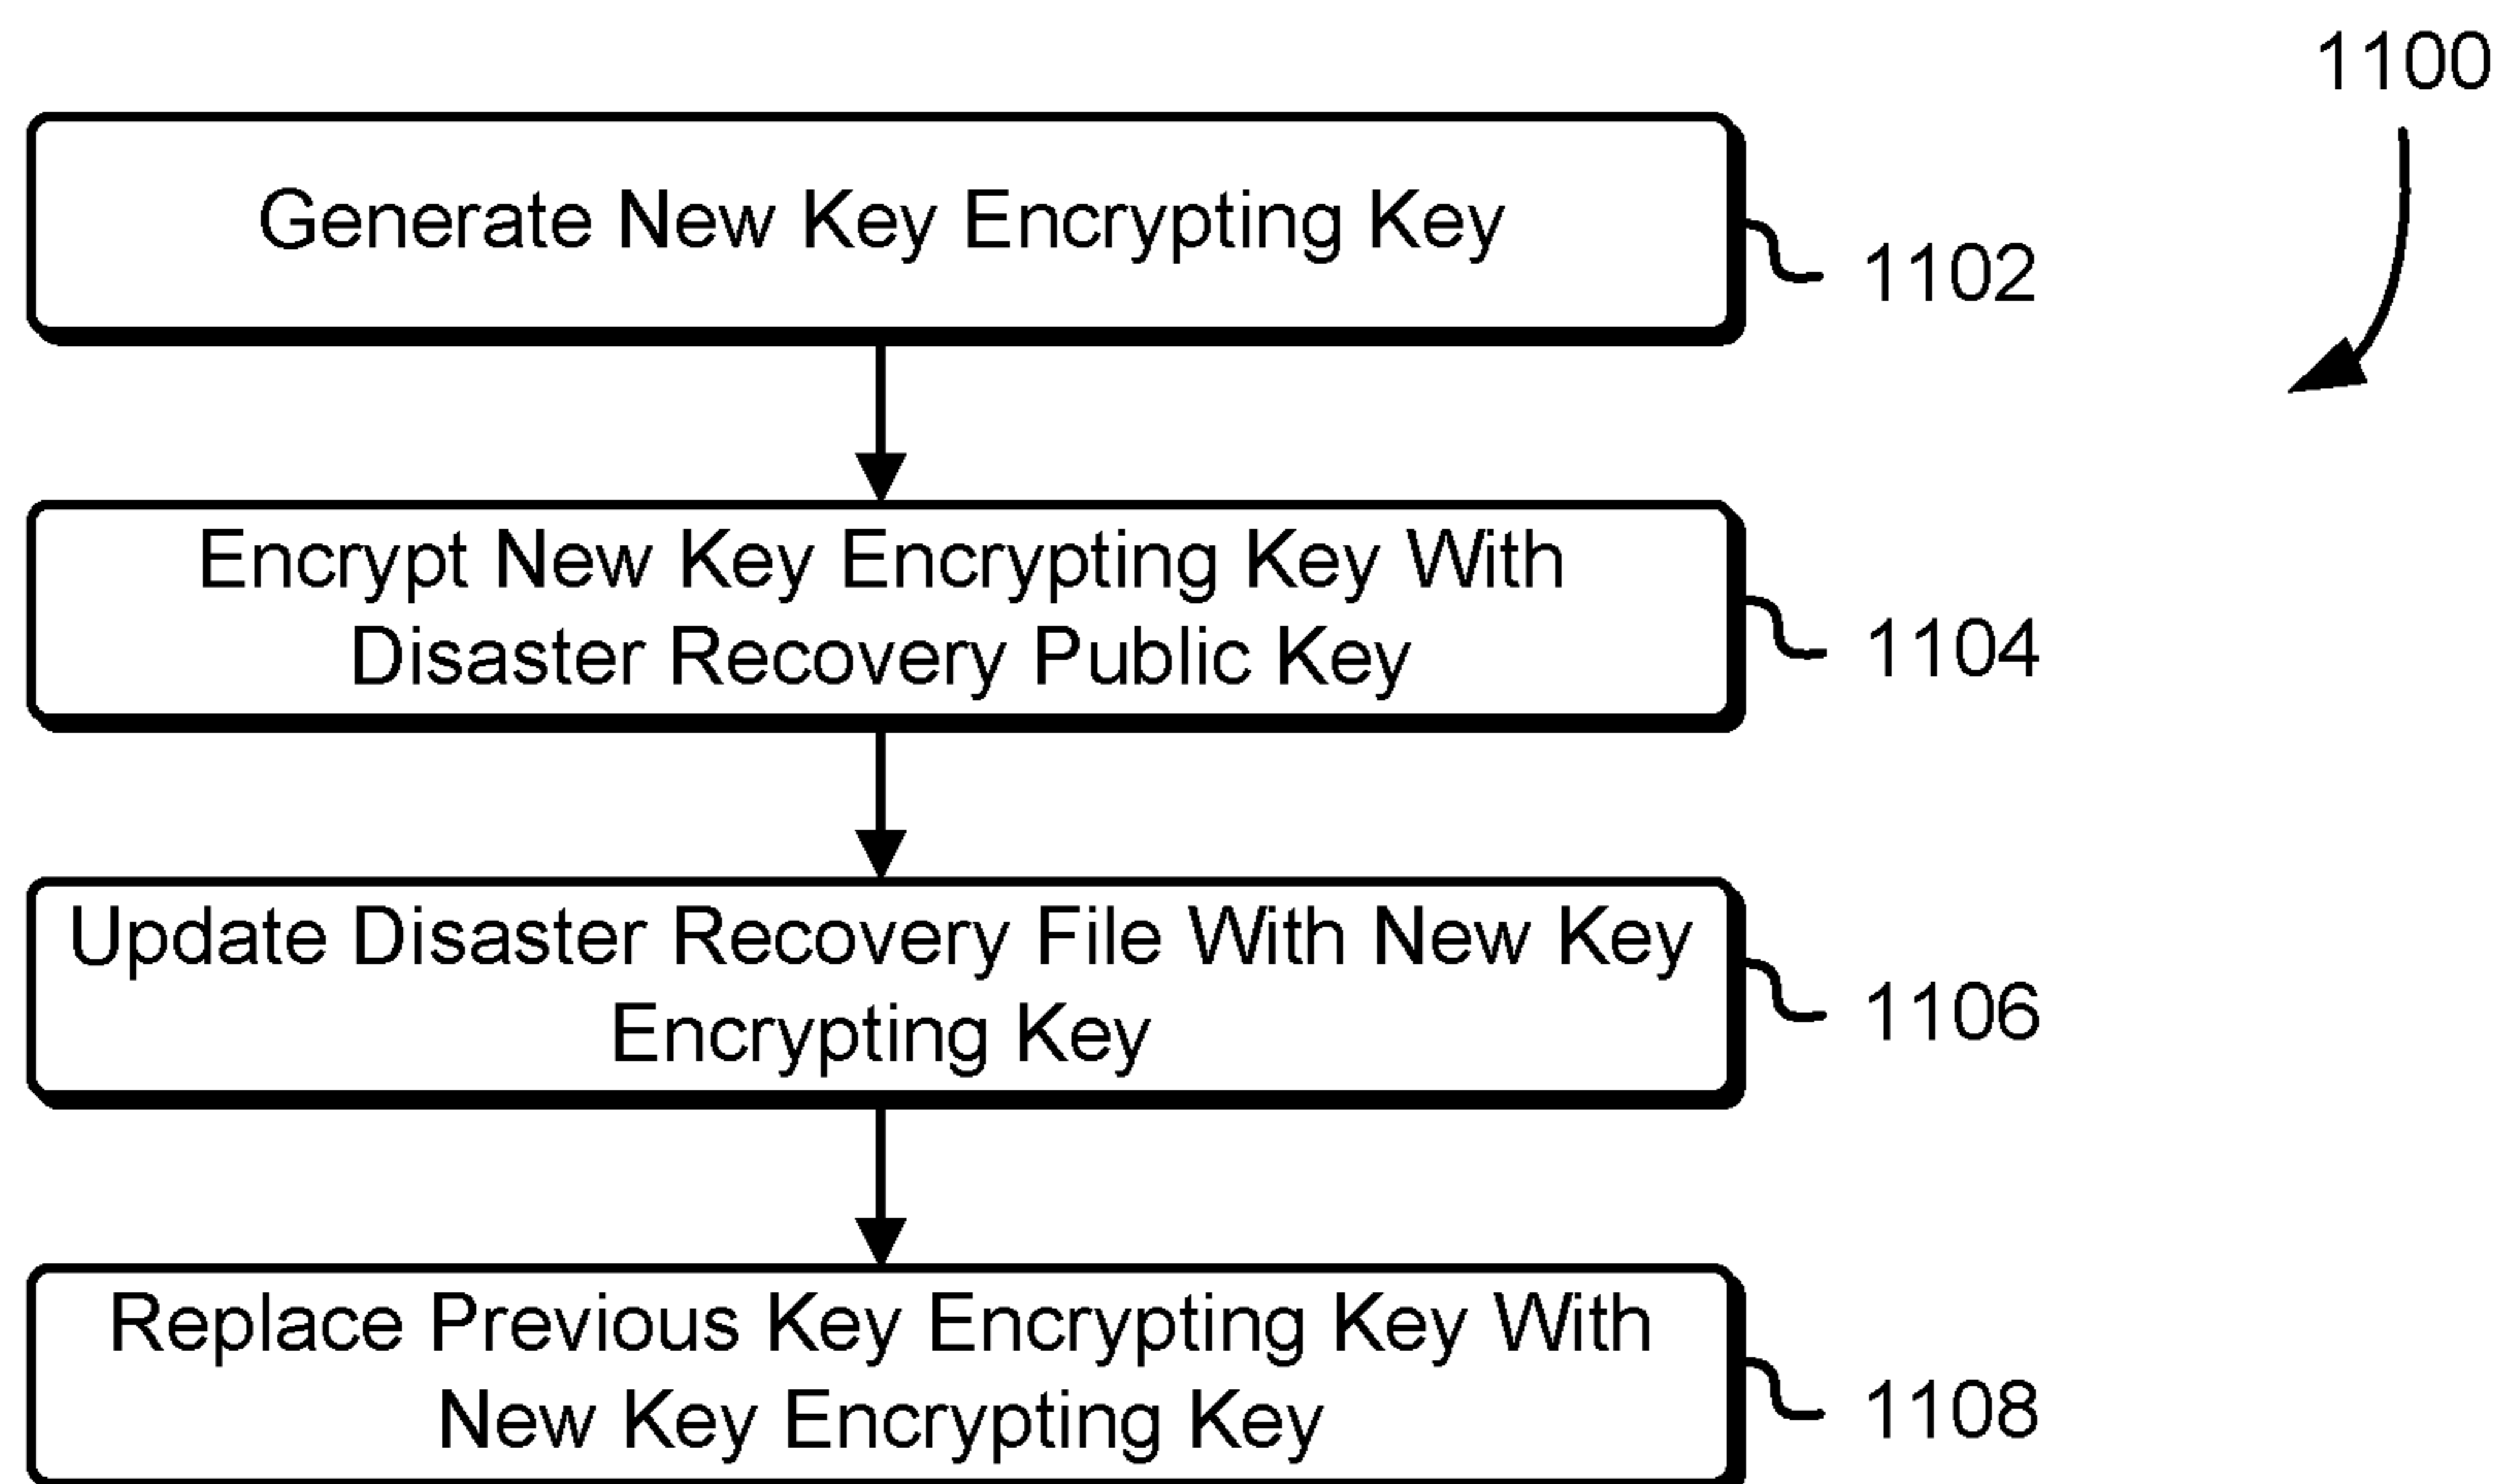 1100
Generate New Key Encrypting Key
1102
Encrypt New Key Encrypting Key With
Disaster Recovery Public Key
1104
Update Disaster Recovery File With New Key
Encrypting Key
1106
Replace Previous Key Encrypting Key With
New Key Encrypting Key
1108